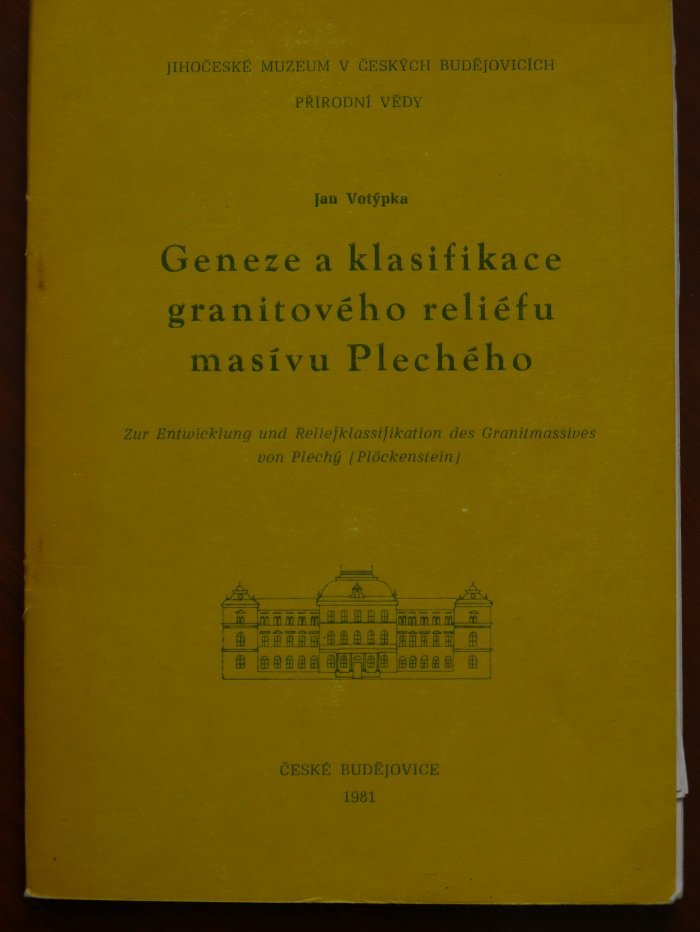 JIHOČESKÉ MUZEUM V ČESKÝCH BUDĚJOVICÍCH
PŘÍRODNÍ VĚDY
Jan Votýpka
Geneze a klasifikace
granitového reliéfu
masívu Plechého
Zur Entwicklung und Reliefklassifikation des Granitmassives
von Plechý (Plöckenstein)
ČESKÉ BUDĚJOVICE
1981